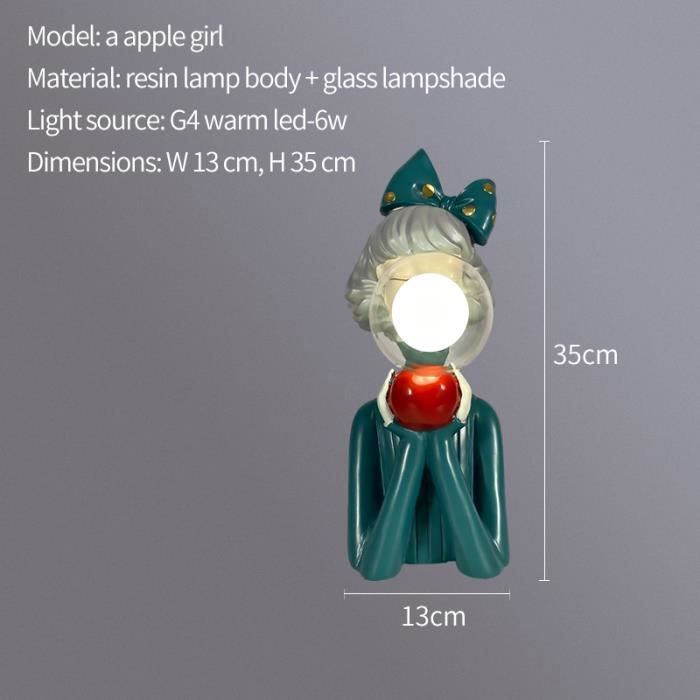 Model: a apple girl
Material: resin lamp body + glass lampshade
Light source: G4 warm led-6w
Dimensions: W 13 cm, H 35 cm
35cm
13cm